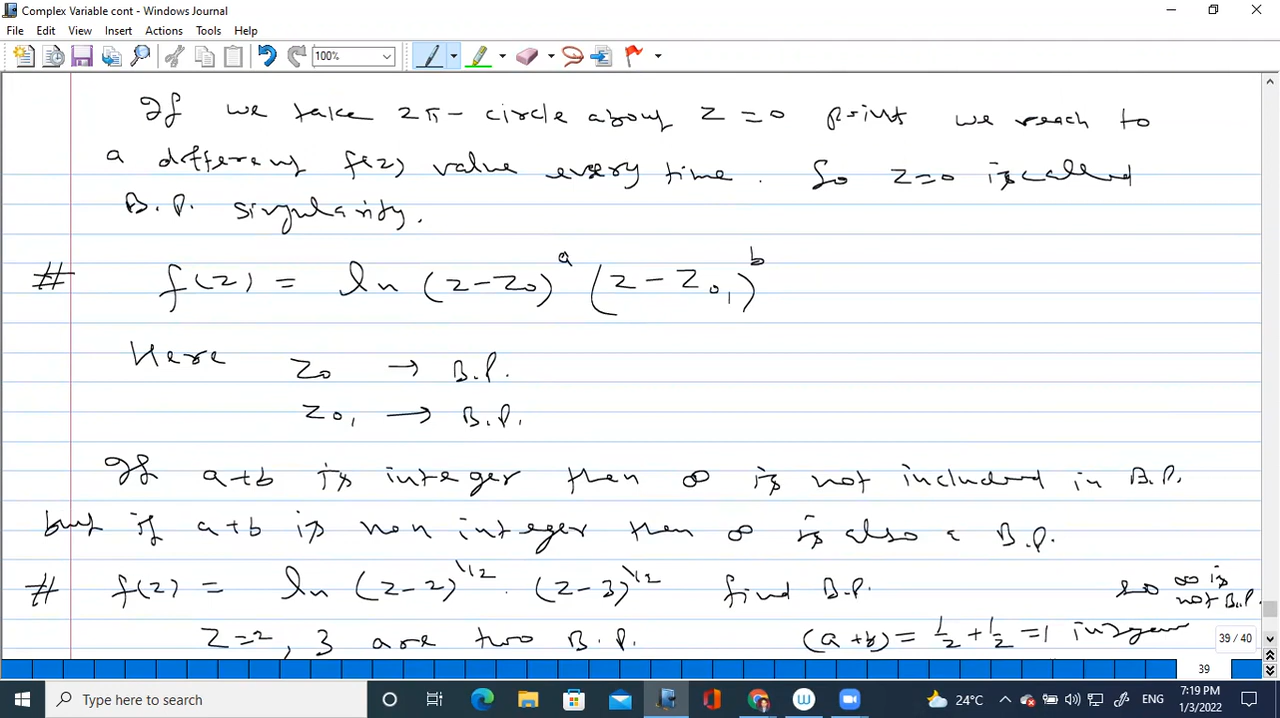 Complex Variable cont - Windows Journal
File Edit View Insert Actions Tools Help
100%
If we take 2π - circle about z = 0 point we reach to
a different f(z) value every time. So z=0 is called
B.P. singularity.
# f(z) = ln (z-z₀)ᵃ (z-z₀₁)ᵇ
Here z₀ → B.P.
z₀₁ → B.P.
If a+b is integer then ∞ is not included in B.P.
but if a+b is non integer then ∞ is also a B.P.
# f(z) = ln (z-2)^1/2 . (z-3)^1/2 find B.P. so ∞ is not B.P.
z=2, 3 are two B.P. (a+b) = 1/2 + 1/2 = 1 integer
39 / 40
39
Type here to search
24°C
ENG
7:19 PM
1/3/2022